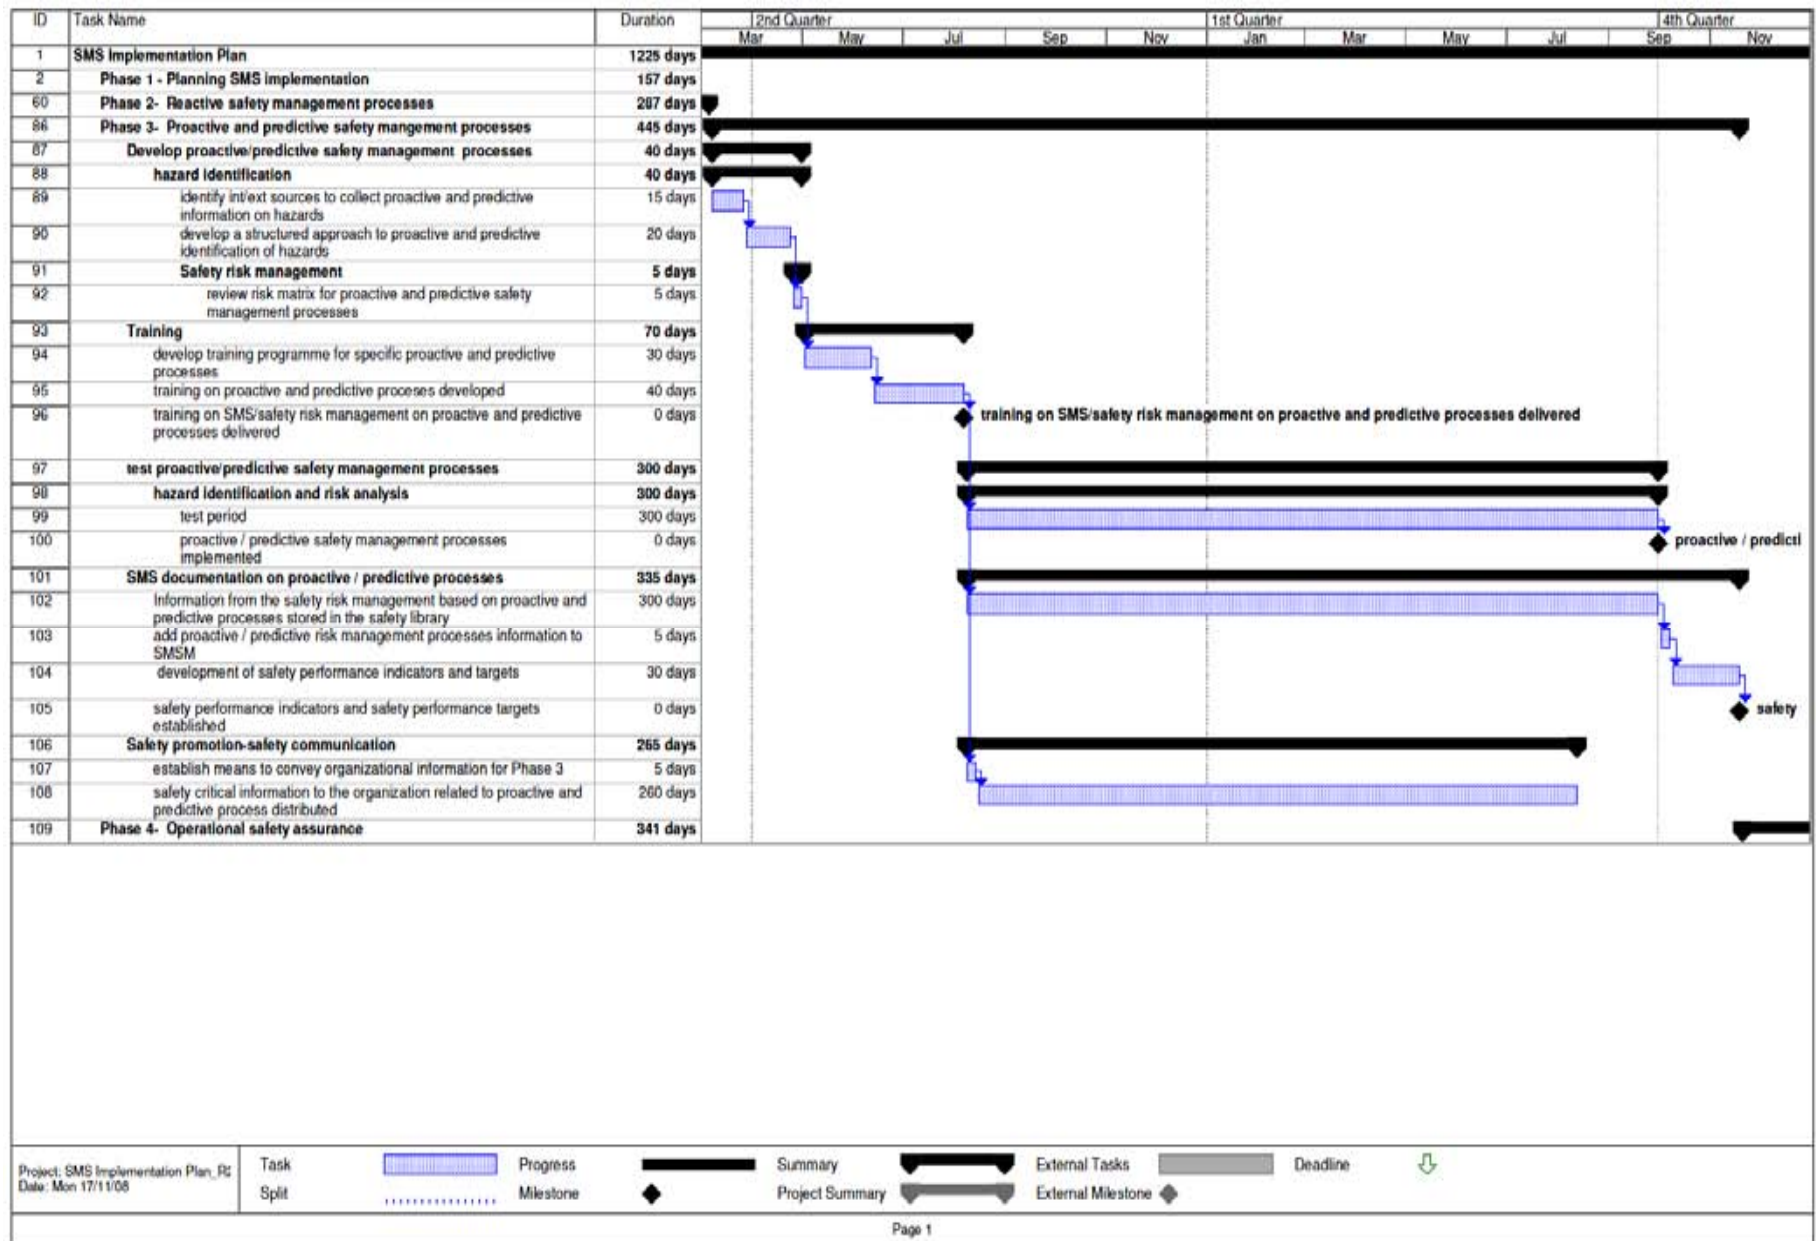 ID Task Name Duration 2nd Quarter 1st Quarter 4th Quarter
Mar May Jul Sep Nov Jan Mar May Jul Sep Nov
1 SMS Implementation Plan 1225 days
2 Phase 1 - Planning SMS implementation 157 days
60 Phase 2- Reactive safety management processes 287 days
86 Phase 3- Proactive and predictive safety mangement processes 445 days
87 Develop proactive/predictive safety management processes 40 days
88 hazard identification 40 days
89 identify int/ext sources to collect proactive and predictive 15 days
information on hazards
90 develop a structured approach to proactive and predictive 20 days
identification of hazards
91 Safety risk management 5 days
92 review risk matrix for proactive and predictive safety 5 days
management processes
93 Training 70 days
94 develop training programme for specific proactive and predictive 30 days
processes
95 training on proactive and predictive proceses developed 40 days
96 training on SMS/safety risk management on proactive and predictive 0 days training on SMS/safety risk management on proactive and predictive processes delivered
processes delivered
97 test proactive/predictive safety management processes 300 days
98 hazard identification and risk analysis 300 days
99 test period 300 days
100 proactive / predictive safety management processes 0 days proactive / predicti
implemented
101 SMS documentation on proactive / predictive processes 335 days
102 Information from the safety risk management based on proactive and 300 days
predictive processes stored in the safety library
103 add proactive / predictive risk management processes information to 5 days
SMSM
104 development of safety performance indicators and targets 30 days
105 safety performance indicators and safety performance targets 0 days safety
established
106 Safety promotion-safety communication 265 days
107 establish means to convey organizational information for Phase 3 5 days
108 safety critical information to the organization related to proactive and 260 days
predictive process distributed
109 Phase 4- Operational safety assurance 341 days
Project: SMS Implementation Plan_R2
Date: Mon 17/11/08
Task Progress Summary External Tasks Deadline
Split Milestone Project Summary External Milestone
Page 1